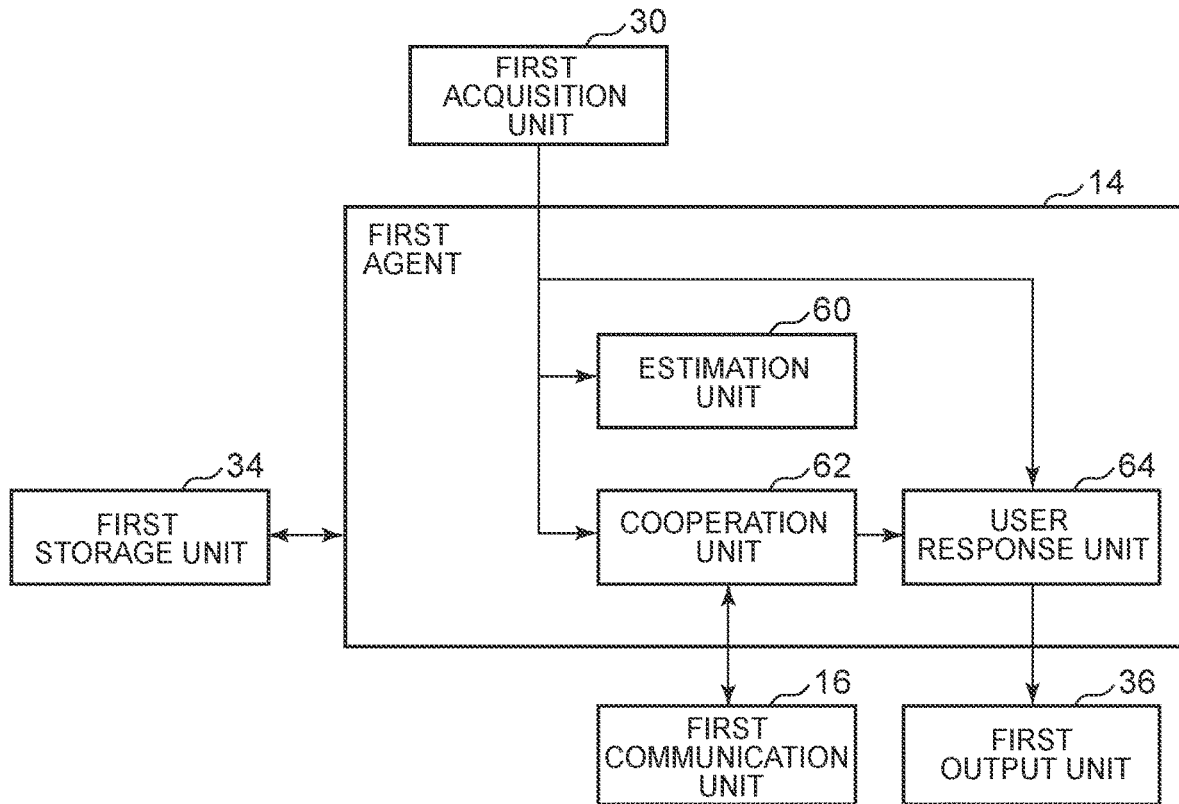 30
FIRST
ACQUISITION
UNIT
14
FIRST
AGENT
60
ESTIMATION
UNIT
34
FIRST
STORAGE UNIT
62
COOPERATION
UNIT
64
USER
RESPONSE UNIT
16
FIRST
COMMUNICATION
UNIT
36
FIRST
OUTPUT UNIT